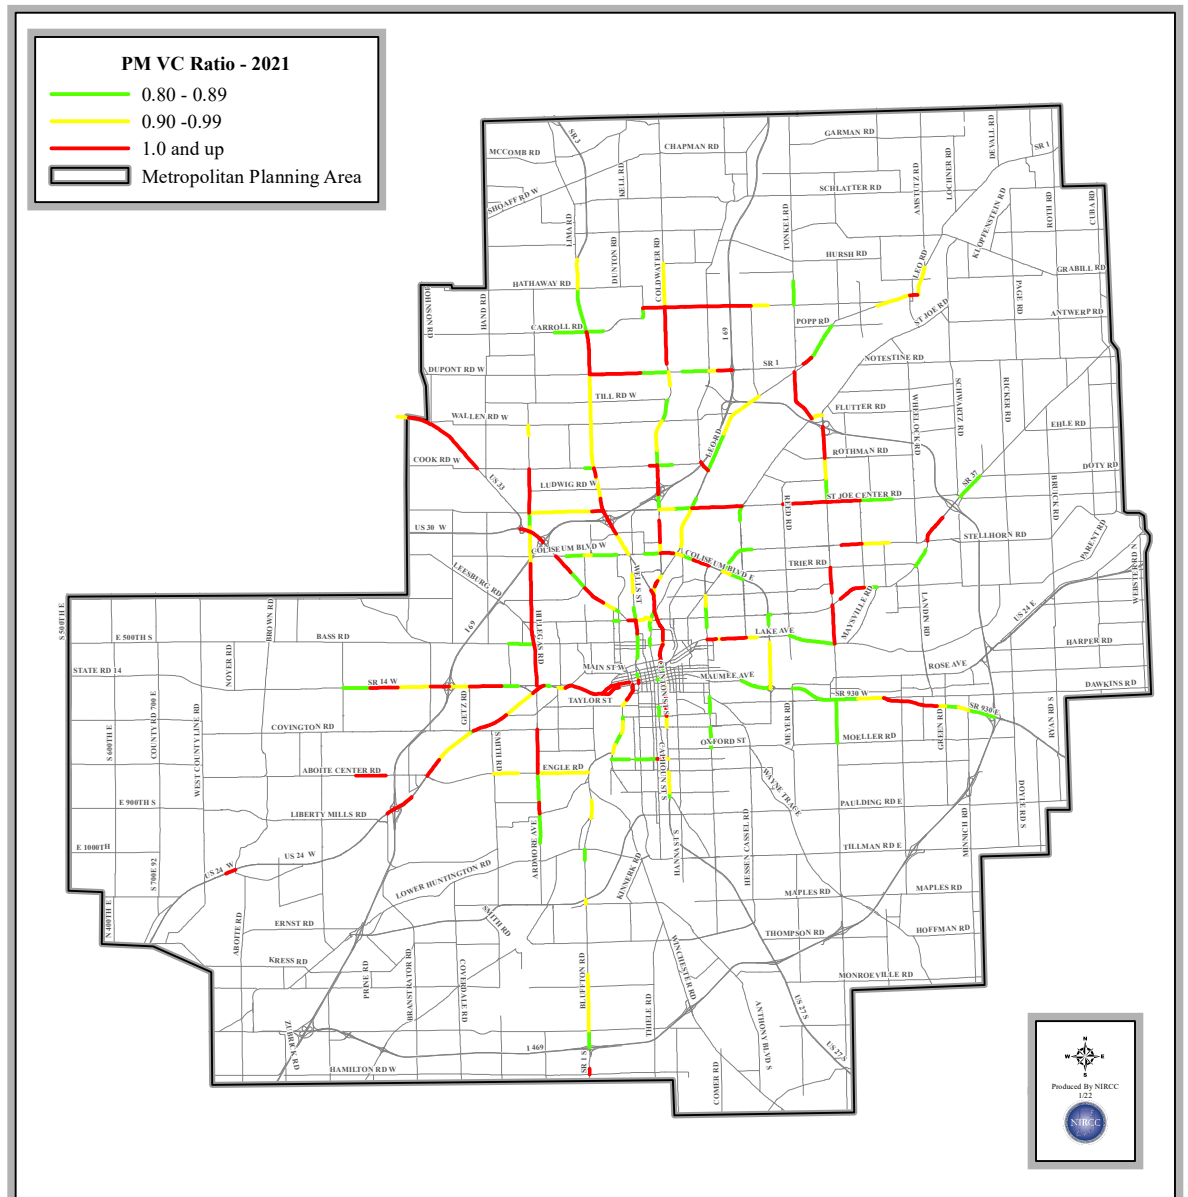 PM VC Ratio - 2021
0.80 - 0.89
0.90 -0.99
1.0 and up
Metropolitan Planning Area
SR 3
MCCOMB RD
CHAPMAN RD
GARMAN RD
DEVALL RD
SR 1
KELL RD
SHOAFF RD W
SCHLATTER RD
AMSTUTZ RD
LOCHNER RD
KLOPFENSTEIN RD
ROTH RD
CUBA RD
LIMA RD
TONKEL RD
DUNTON RD
COLDWATER RD
HURSH RD
LEO RD
GRABILL RD
HATHAWAY RD
PAGE RD
HAND RD
ST JOE RD
ANTWERP RD
CARROLL RD
POPP RD
I 69
DUPONT RD W
SR 1
NOTESTINE RD
TILL RD W
SCHWARTZ RD
RICKER RD
WALLEN RD W
FLUTTER RD
WHEELOCK RD
EHLE RD
LEO RD
ROTHMAN RD
COOK RD W
US 33
DOTY RD
SR 37
BRUICK RD
LUDWIG RD W
REED RD
ST JOE CENTER RD
US 30 W
STELLHORN RD
PARENT RD
COLISEUM BLVD W
COLISEUM BLVD E
TRIER RD
WEBSTER RD N
LEESBURG RD
WELLS ST
MAYSVILLE RD
LANDIN RD
US 24 E
S 500TH E
BROWN RD
I 69
HILLEGAS RD
E 500TH S
BASS RD
LAKE AVE
HARPER RD
NOYER RD
STATE RD 14
MAIN ST W
ROSE AVE
MAUMEE AVE
SR 14 W
DAWKINS RD
COUNTY RD 700 E
GETZ RD
TAYLOR ST
SR 930 W
SR 930 E
WEST COUNTY LINE RD
COVINGTON RD
MEYER RD
GREEN RD
RYAN RD S
S 600TH E
SMITH RD
OXFORD ST
MOELLER RD
ABOITE CENTER RD
ENGLE RD
CALHOUN ST S
WAYNE TRACE
E 900TH S
PAULDING RD E
DOYLE RD S
LIBERTY MILLS RD
ARDMORE AVE
HESSEN CASSEL RD
MINNICH RD
E 1000TH
HANNA ST S
TILLMAN RD E
US 24 W
US 24 W
S 700E 92
LOWER HUNTINGTON RD
KINNERK RD
MAPLES RD
MAPLES RD
N 400TH E
ABOITE RD
ERNST RD
SMITH RD
THOMPSON RD
HOFFMAN RD
KRESS RD
PRINE RD
BRANSTRATOR RD
COVERDALE RD
BLUFFTON RD
WINCHESTER RD
MONROEVILLE RD
THIELE RD
ANTHONY BLVD S
US 27 S
ZUBRICK RD
I 469
SR 1 S
US 27 S
HAMILTON RD W
COMER RD
N
W
E
S
Produced By NIRCC
1/22
NIRCC